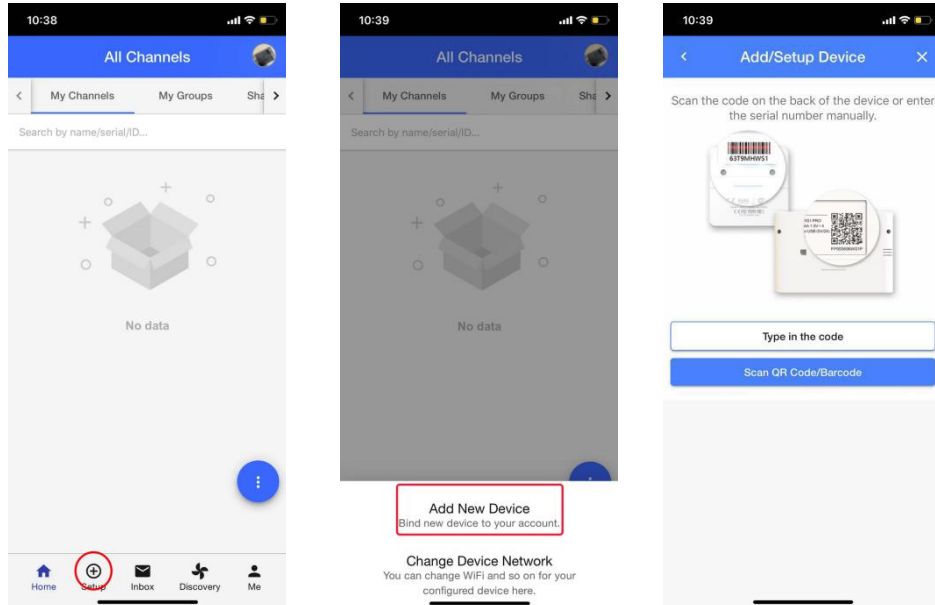 10:38
All Channels
My Channels
My Groups
Sha
Search by name/serial/ID...
No data
Home
Setup
Inbox
Discovery
Me
10:39
All Channels
My Channels
My Groups
Sha
Search by name/serial/ID...
No data
Add New Device
Bind new device to your account.
Change Device Network
You can change WiFi and so on for your
configured device here.
10:39
Add/Setup Device
Scan the code on the back of the device or enter
the serial number manually.
63T9MHWS1
Type in the code
Scan QR Code/Barcode